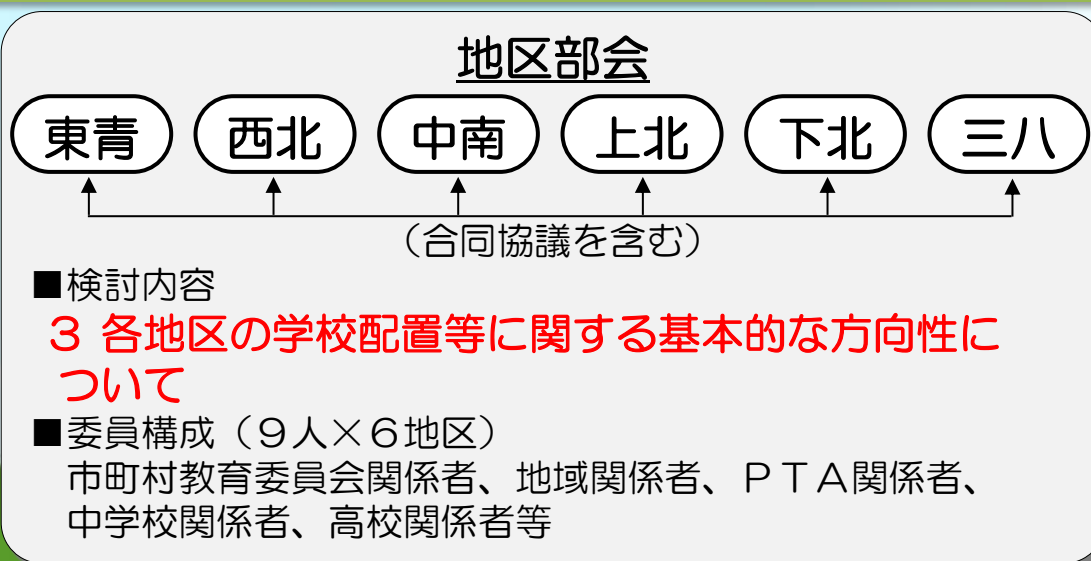 地区部会
東青 西北 中南 上北 下北 三八
（合同協議を含む）
■検討内容
３ 各地区の学校配置等に関する基本的な方向性に
ついて
■委員構成（９人×６地区）
市町村教育委員会関係者、地域関係者、ＰＴＡ関係者、
中学校関係者、高校関係者等